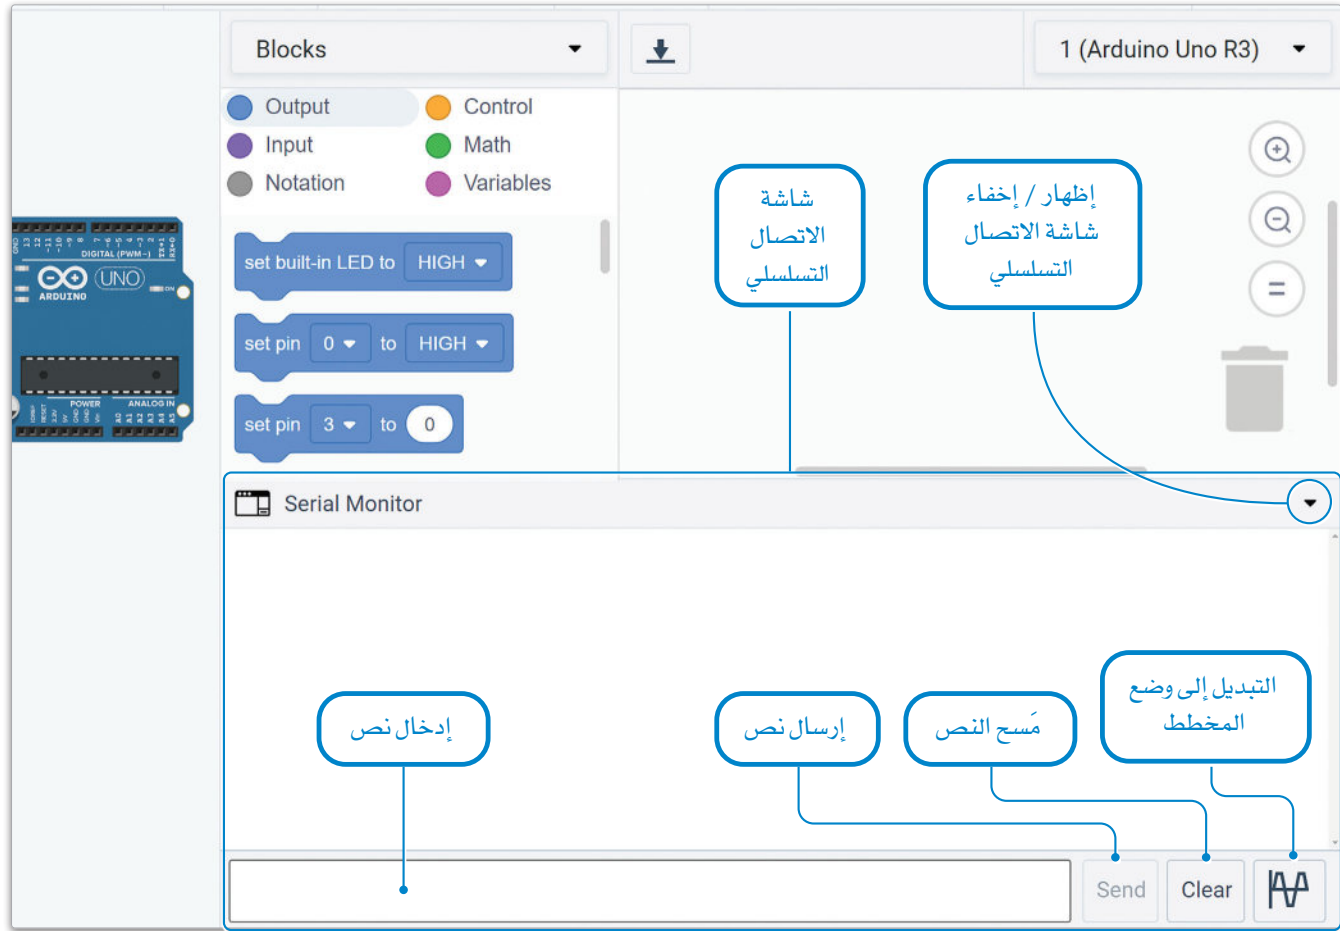 Blocks
1 (Arduino Uno R3)
Output
Control
Input
Math
Notation
Variables
set built-in LED to HIGH
set pin 0 to HIGH
set pin 3 to 0
شاشة
الاتصال
التسلسلي
إظهار / إخفاء
شاشة الاتصال
التسلسلي
DIGITAL (PWM~)
UNO
ARDUINO
ON
POWER
ANALOG IN
Serial Monitor
التبديل إلى وضع
المخطط
مَسح النص
إرسال نص
إدخال نص
Send
Clear